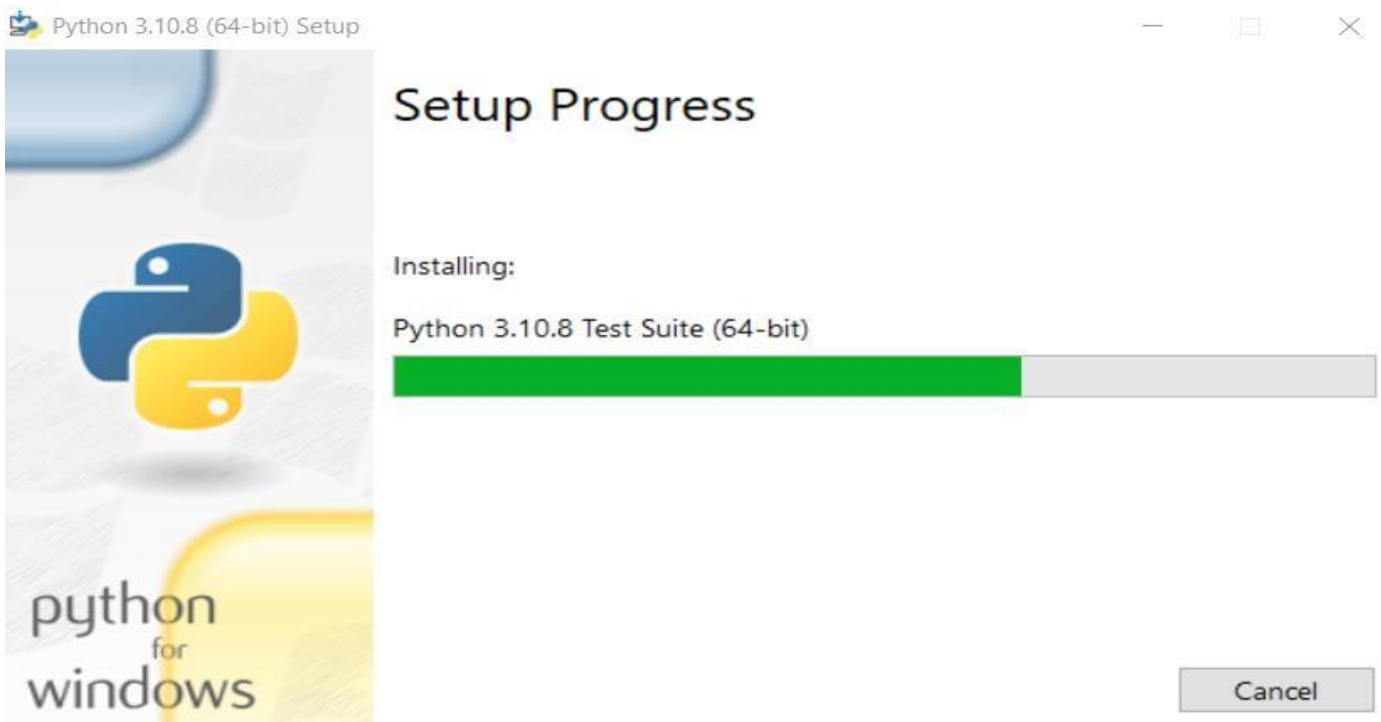 Python 3.10.8 (64-bit) Setup
Setup Progress
Installing:
Python 3.10.8 Test Suite (64-bit)
python
for
windows
Cancel